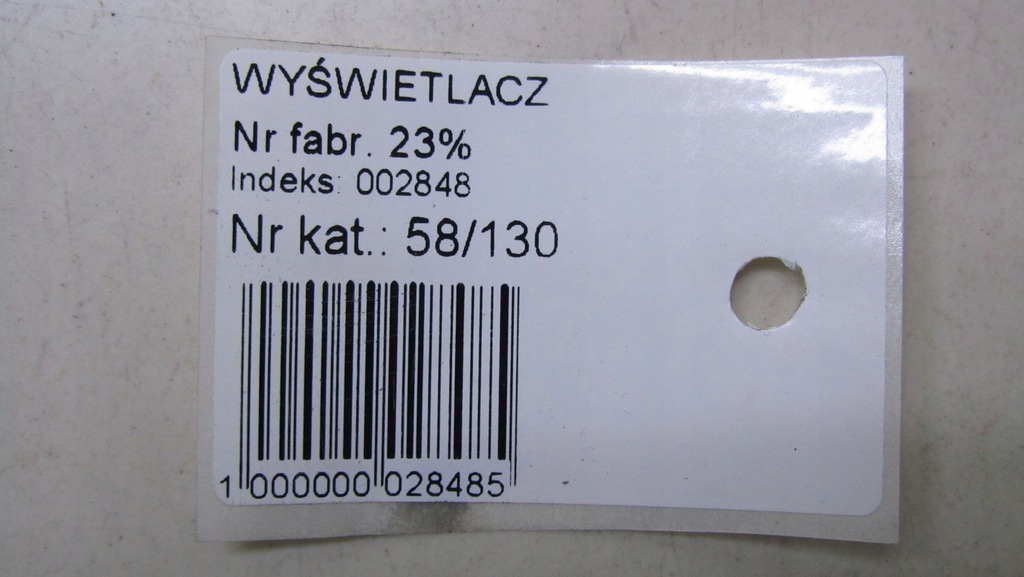 WYŚWIETLACZ
Nr fabr. 23%
Indeks: 002848
Nr kat.: 58/130
1 000000 028485